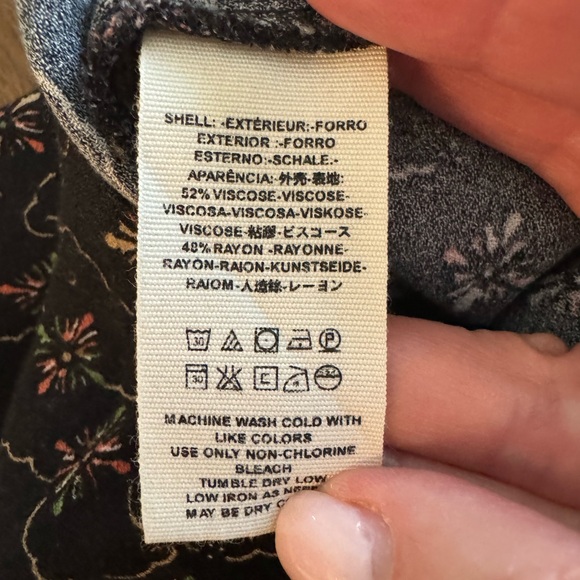 SHELL: -EXTÉRIEUR:-FORRO
EXTERIOR :-FORRO
ESTERNO:-SCHALE.-
APARÊNCIA:-外壳-表地:
52% VISCOSE-VISCOSE-
VISCOSA-VISCOSA-VISKOSE-
VISCOSE-粘膠-ビスコース
48% RAYON -RAYONNE-
RAYON-RAION-KUNSTSEIDE-
RAIOM-人造絲-レーヨン
30 P
30
MACHINE WASH COLD WITH
LIKE COLORS
USE ONLY NON-CHLORINE
BLEACH
TUMBLE DRY LOW
LOW IRON AS
MAY BE DRY